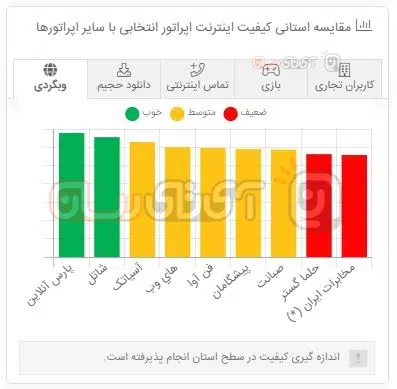 مقایسه استانی کیفیت اینترنت اپراتور انتخابی با سایر اپراتورها
وبگردی
دانلود حجیم
تماس اینترنتی
بازی
کاربران تجاری
خوب
متوسط
ضعیف
پارس آنلاین
شاتل
آسیاتک
های وب
فن آوا
پیشگامان
صبانت
حلما گستر
مخابرات ایران (*)
اندازه گیری کیفیت در سطح استان انجام پذیرفته است.
آی‌تی‌رسان